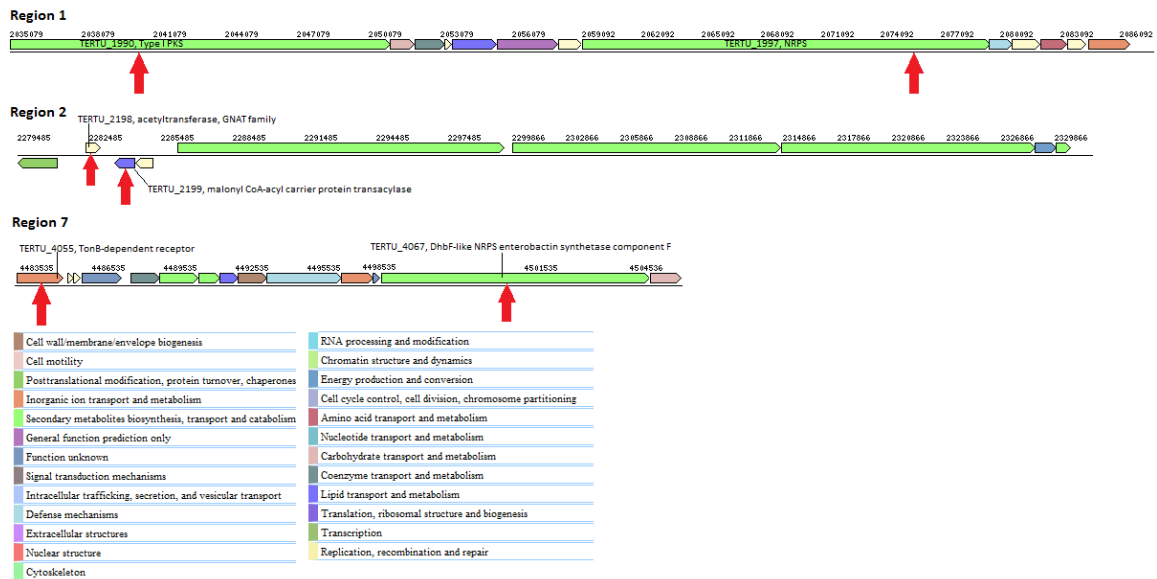 Region 1
2035079 2038079 2041079 2044079 2047079 2050079 2053079 2056079 2059092 2062092 2065092 2068092 2071092 2074092 2077092 2080092 2083092 2086092
TERTU_1990, Type I PKS TERTU_1997, NRPS
Region 2
TERTU_2198, acetyltransferase, GNAT family
2279485 2282485 2285485 2288485 2291485 2294485 2297485 2299866 2302866 2305866 2308866 2311866 2314866 2317866 2320866 2323866 2326866 2329866
TERTU_2199, malonyl CoA-acyl carrier protein transacylase
Region 7
TERTU_4055, TonB-dependent receptor TERTU_4067, DhbF-like NRPS enterobactin synthetase component F
4483535 4486535 4489535 4492535 4495535 4498535 4501535 4504536
Cell wall/membrane/envelope biogenesis
Cell motility
Posttranslational modification, protein turnover, chaperones
Inorganic ion transport and metabolism
Secondary metabolites biosynthesis, transport and catabolism
General function prediction only
Function unknown
Signal transduction mechanisms
Intracellular trafficking, secretion, and vesicular transport
Defense mechanisms
Extracellular structures
Nuclear structure
Cytoskeleton
RNA processing and modification
Chromatin structure and dynamics
Energy production and conversion
Cell cycle control, cell division, chromosome partitioning
Amino acid transport and metabolism
Nucleotide transport and metabolism
Carbohydrate transport and metabolism
Coenzyme transport and metabolism
Lipid transport and metabolism
Translation, ribosomal structure and biogenesis
Transcription
Replication, recombination and repair